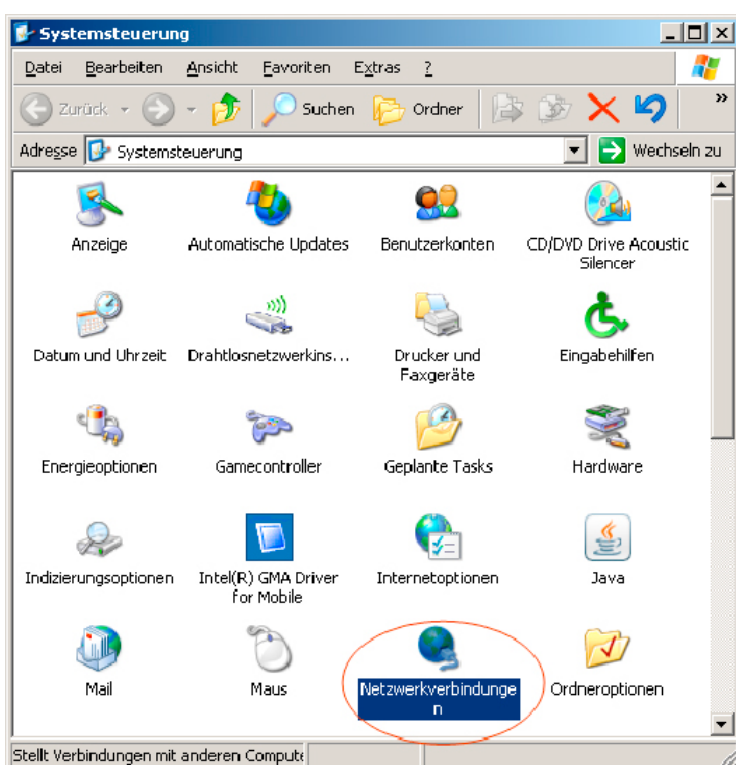 Systemsteuerung
Datei Bearbeiten Ansicht Favoriten Extras ?
Zurück Suchen Ordner »
Adresse Systemsteuerung Wechseln zu
Anzeige
Automatische Updates
Benutzerkonten
CD/DVD Drive Acoustic
Silencer
Datum und Uhrzeit
Drahtlosnetzwerkins...
Drucker und
Faxgeräte
Eingabehilfen
Energieoptionen
Gamecontroller
Geplante Tasks
Hardware
Indizierungsoptionen
Intel(R) GMA Driver
for Mobile
Internetoptionen
Java
Mail
Maus
Netzwerkverbindunge
n
Ordneroptionen
Stellt Verbindungen mit anderen Compute